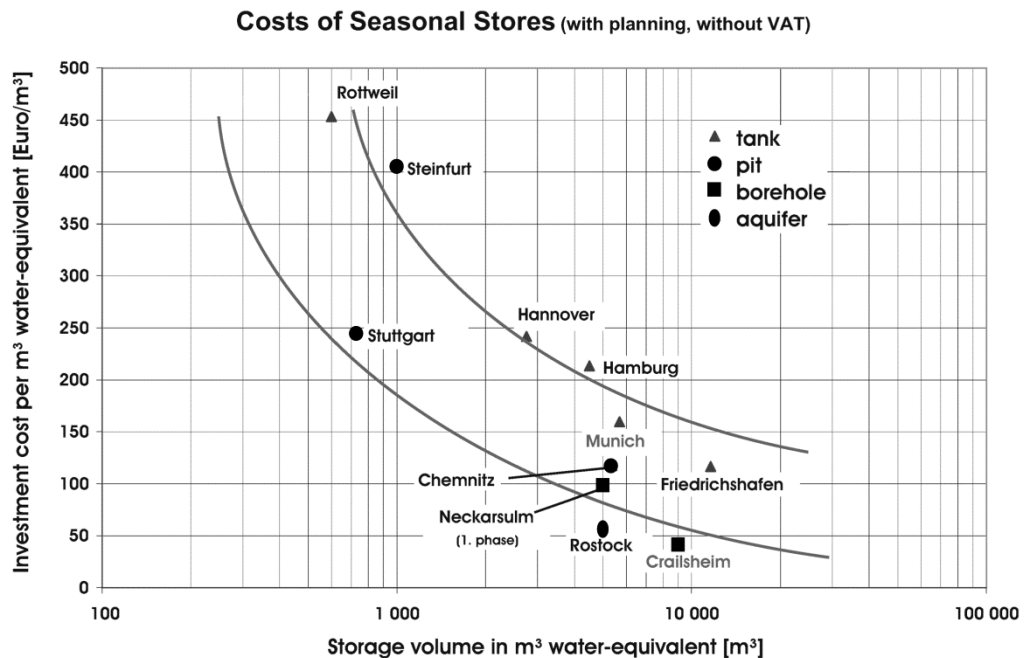 Costs of Seasonal Stores (with planning, without VAT)
Investment cost per m³ water-equivalent [Euro/m³]
500
450
400
350
300
250
200
150
100
50
0
Rottweil
Steinfurt
Stuttgart
Hannover
Hamburg
Munich
Chemnitz
Friedrichshafen
Neckarsulm
(1. phase)
Rostock
Crailsheim
tank
pit
borehole
aquifer
100
1 000
10 000
100 000
Storage volume in m³ water-equivalent [m³]